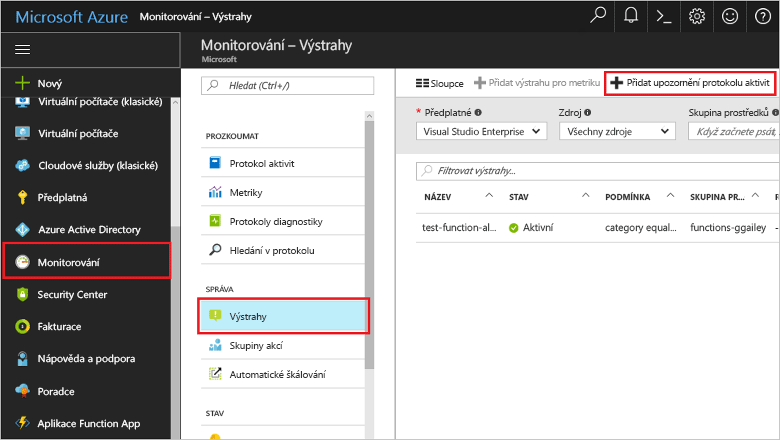 Microsoft Azure Monitorování – Výstrahy
Nový
Virtuální počítače (klasické)
Virtuální počítače
Cloudové služby (klasické)
Předplatná
Azure Active Directory
Monitorování
Security Center
Fakturace
Nápověda a podpora
Poradce
Aplikace Function App
Monitorování – Výstrahy
Microsoft
Hledat (Ctrl+/)
PROZKOUMAT
Protokol aktivit
Metriky
Protokoly diagnostiky
Hledání v protokolu
SPRÁVA
Výstrahy
Skupiny akcí
Automatické škálování
STAV
Sloupce Přidat výstrahu pro metriku Přidat upozornění protokolu aktivit
* Předplatné Zdroj Skupina prostředků
Visual Studio Enterprise Všechny zdroje Když začnete psát,
Filtrovat výstrahy...
NÁZEV STAV PODMÍNKA SKUPINA PR...
test-function-al... Aktivní category equal... functions-ggailey -